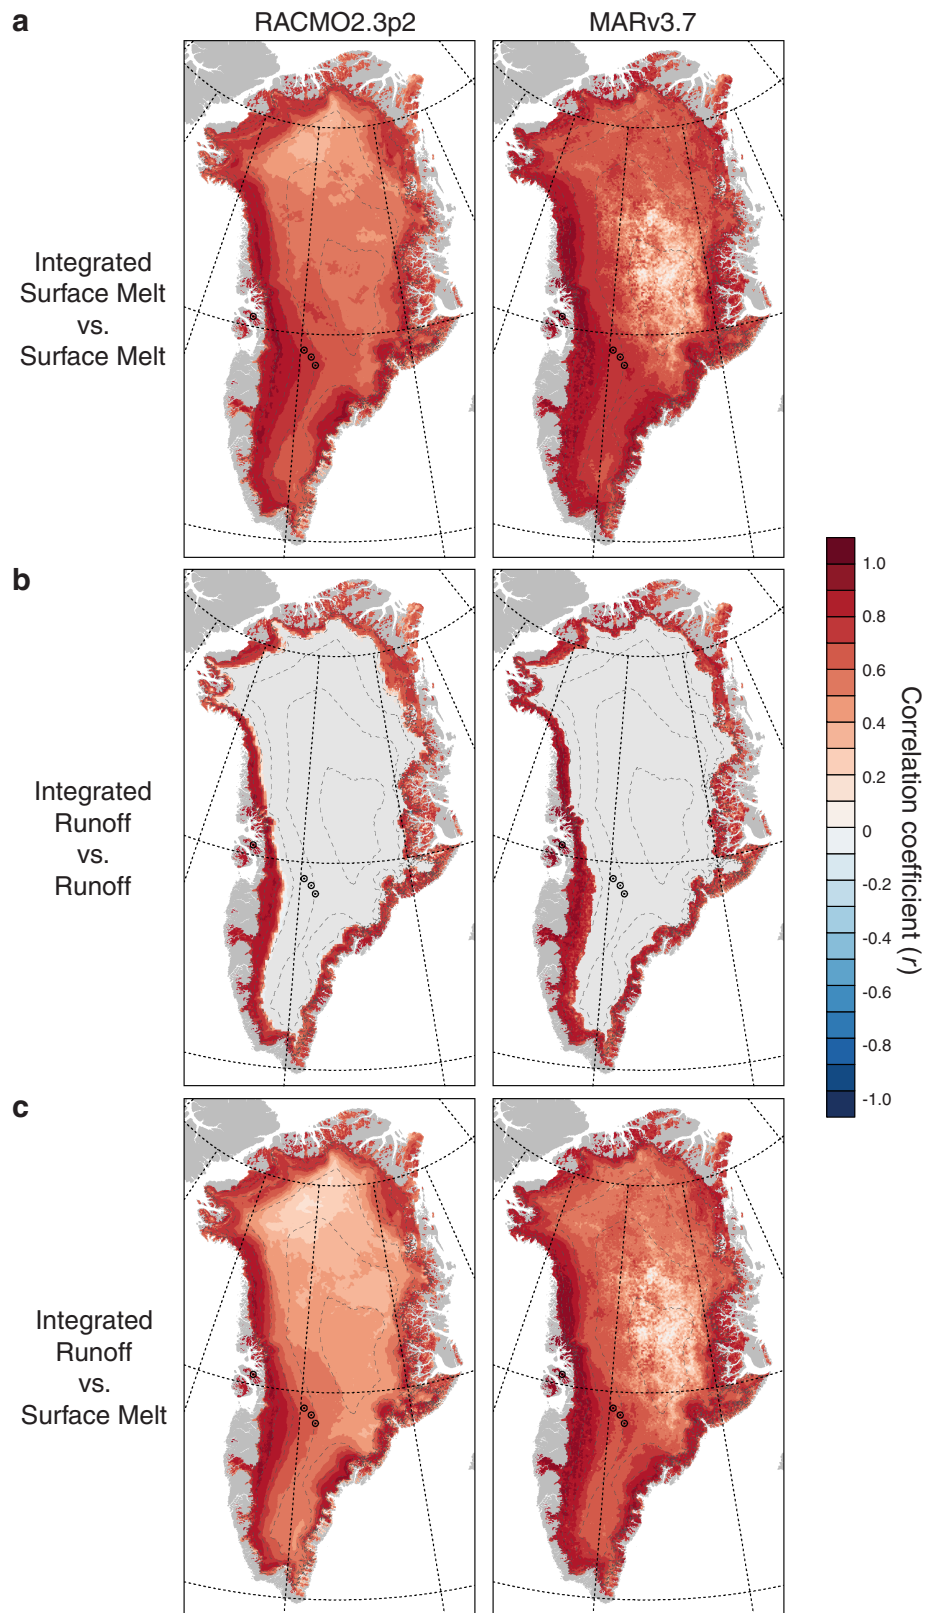 a
RACMO2.3p2
MARv3.7
Integrated
Surface Melt
vs.
Surface Melt
b
Integrated
Runoff
vs.
Runoff
c
Integrated
Runoff
vs.
Surface Melt
1.0
0.8
0.6
0.4
0.2
0
-0.2
-0.4
-0.6
-0.8
-1.0
Correlation coefficient (r)